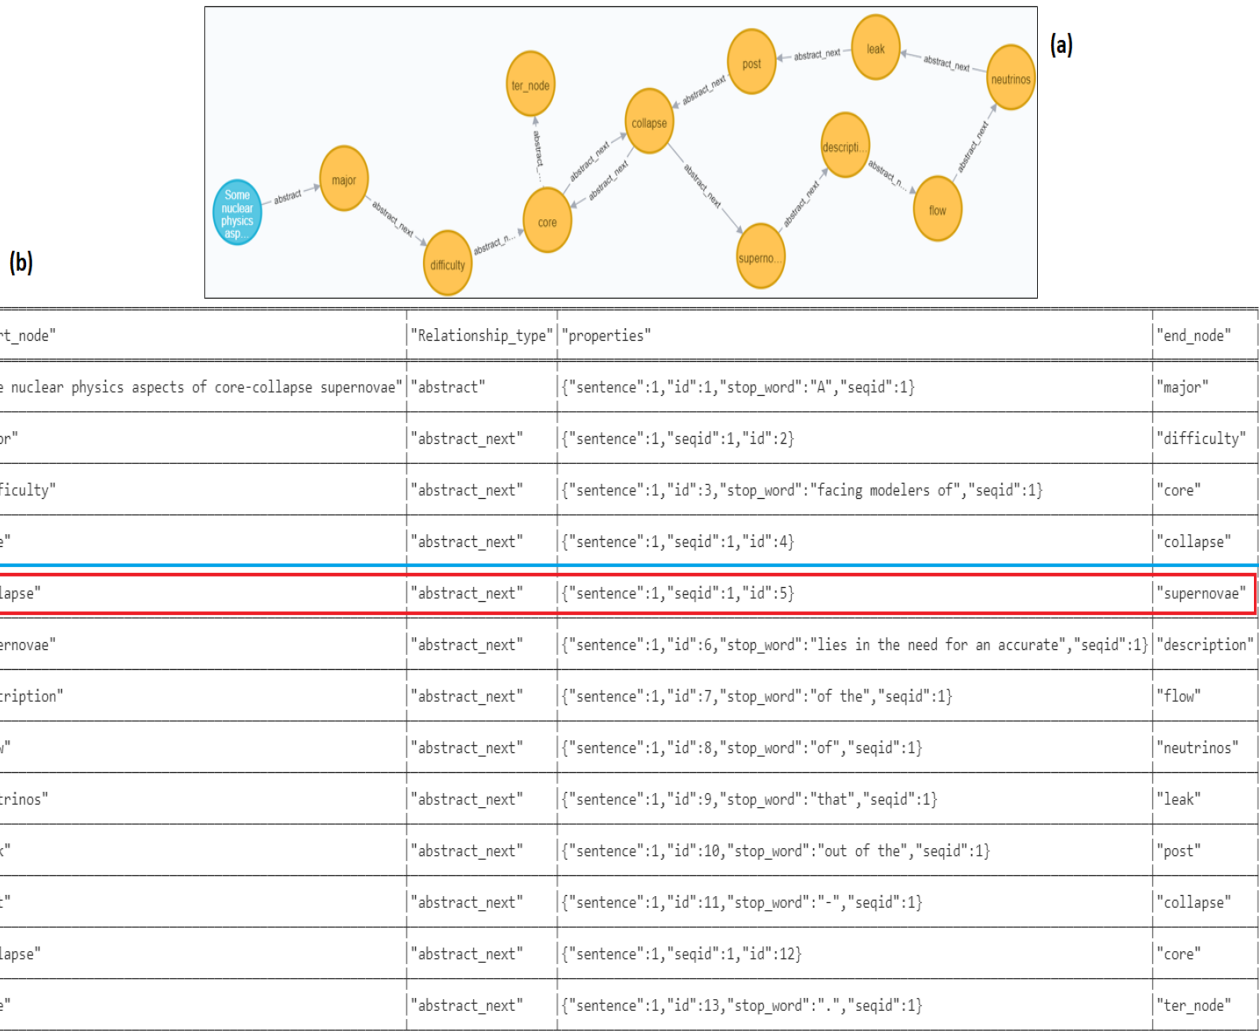 (a)
Some
nuclear
physics
asp...
abstract
major
abstract_next
difficulty
abstract_n...
core
abstract...
ter_node
abstract_next
abstract_next
collapse
abstract_next
post
abstract_next
leak
abstract_next
neutrinos
abstract_next
superno...
abstract_next
descripti...
abstract_n...
flow
abstract_next
(b)
rt_node" "Relationship_type" "properties" "end_node"
e nuclear physics aspects of core-collapse supernovae" "abstract" {"sentence":1,"id":1,"stop_word":"A","seqid":1} "major"
or" "abstract_next" {"sentence":1,"seqid":1,"id":2} "difficulty"
ficulty" "abstract_next" {"sentence":1,"id":3,"stop_word":"facing modelers of","seqid":1} "core"
e" "abstract_next" {"sentence":1,"seqid":1,"id":4} "collapse"
lapse" "abstract_next" {"sentence":1,"seqid":1,"id":5} "supernovae"
ernovae" "abstract_next" {"sentence":1,"id":6,"stop_word":"lies in the need for an accurate","seqid":1} "description"
cription" "abstract_next" {"sentence":1,"id":7,"stop_word":"of the","seqid":1} "flow"
w" "abstract_next" {"sentence":1,"id":8,"stop_word":"of","seqid":1} "neutrinos"
trinos" "abstract_next" {"sentence":1,"id":9,"stop_word":"that","seqid":1} "leak"
k" "abstract_next" {"sentence":1,"id":10,"stop_word":"out of the","seqid":1} "post"
t" "abstract_next" {"sentence":1,"id":11,"stop_word":"-","seqid":1} "collapse"
lapse" "abstract_next" {"sentence":1,"seqid":1,"id":12} "core"
e" "abstract_next" {"sentence":1,"id":13,"stop_word":".","seqid":1} "ter_node"